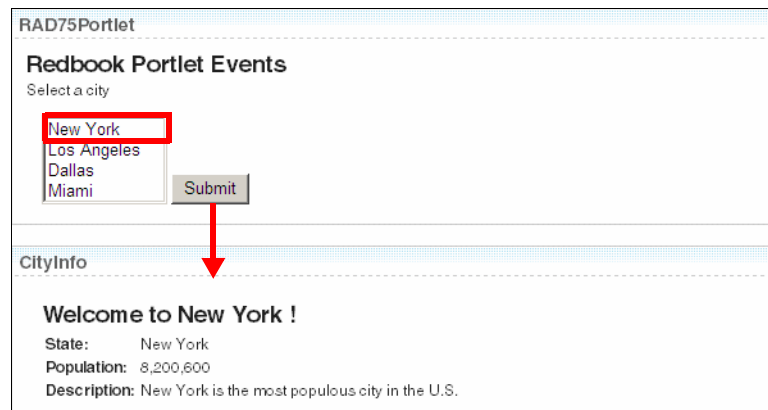 RAD75Portlet
Redbook Portlet Events
Select a city
New York
Los Angeles
Dallas
Miami
Submit
CityInfo
Welcome to New York !
State: New York
Population: 8,200,600
Description: New York is the most populous city in the U.S.